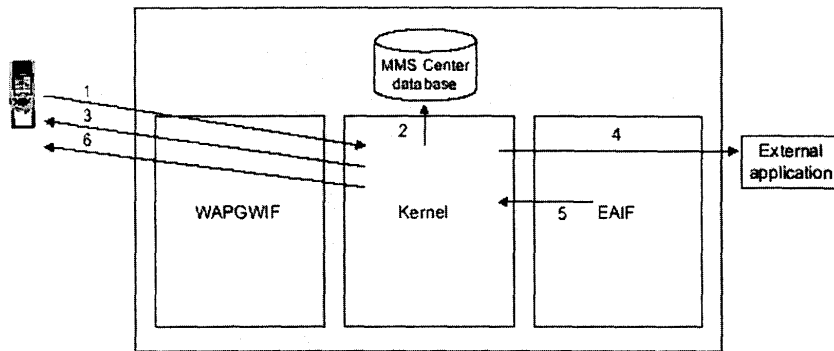 MMS Center
database
1
3
6
2
4
External
application
WAPGWIF
Kernel
5
EAIF